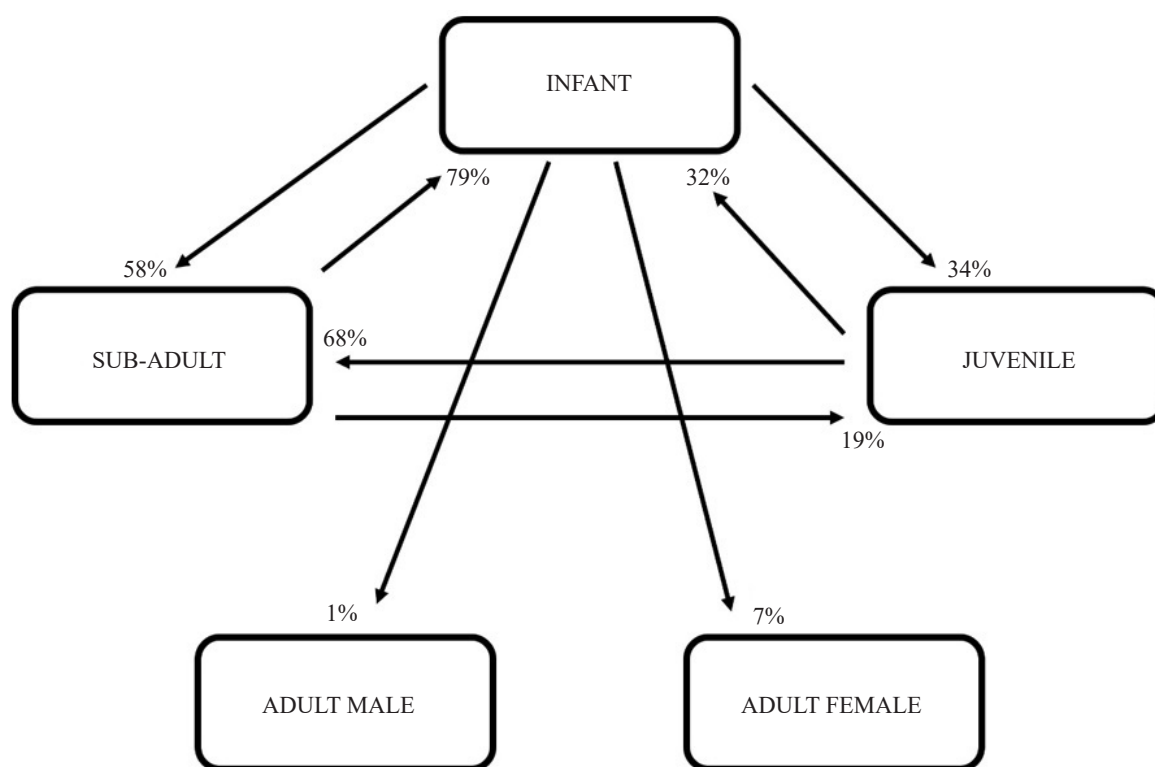 INFANT
79%
32%
58%
34%
SUB-ADULT
68%
JUVENILE
19%
1%
7%
ADULT MALE
ADULT FEMALE